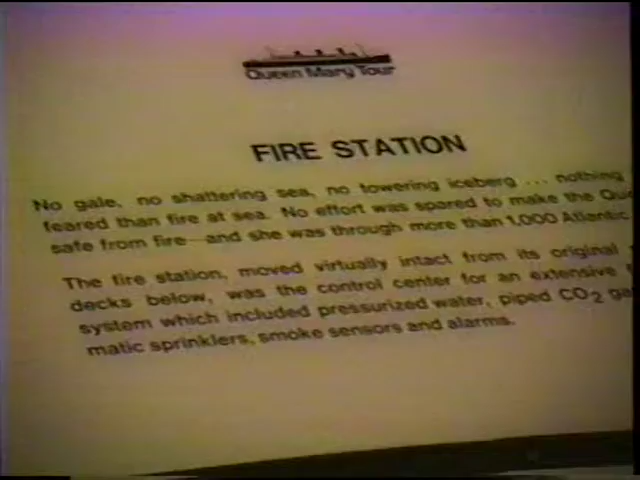 Queen Mary Tour
FIRE STATION
No gale, no shattering sea, no towering iceberg ... nothing
feared than fire at sea. No effort was spared to make the Que
safe from fire—and she was through more than 1,000 Atlantic
The fire station, moved virtually intact from its original
decks below, was the control center for an extensive
system which included pressurized water, piped CO2 ga
matic sprinklers, smoke sensors and alarms.